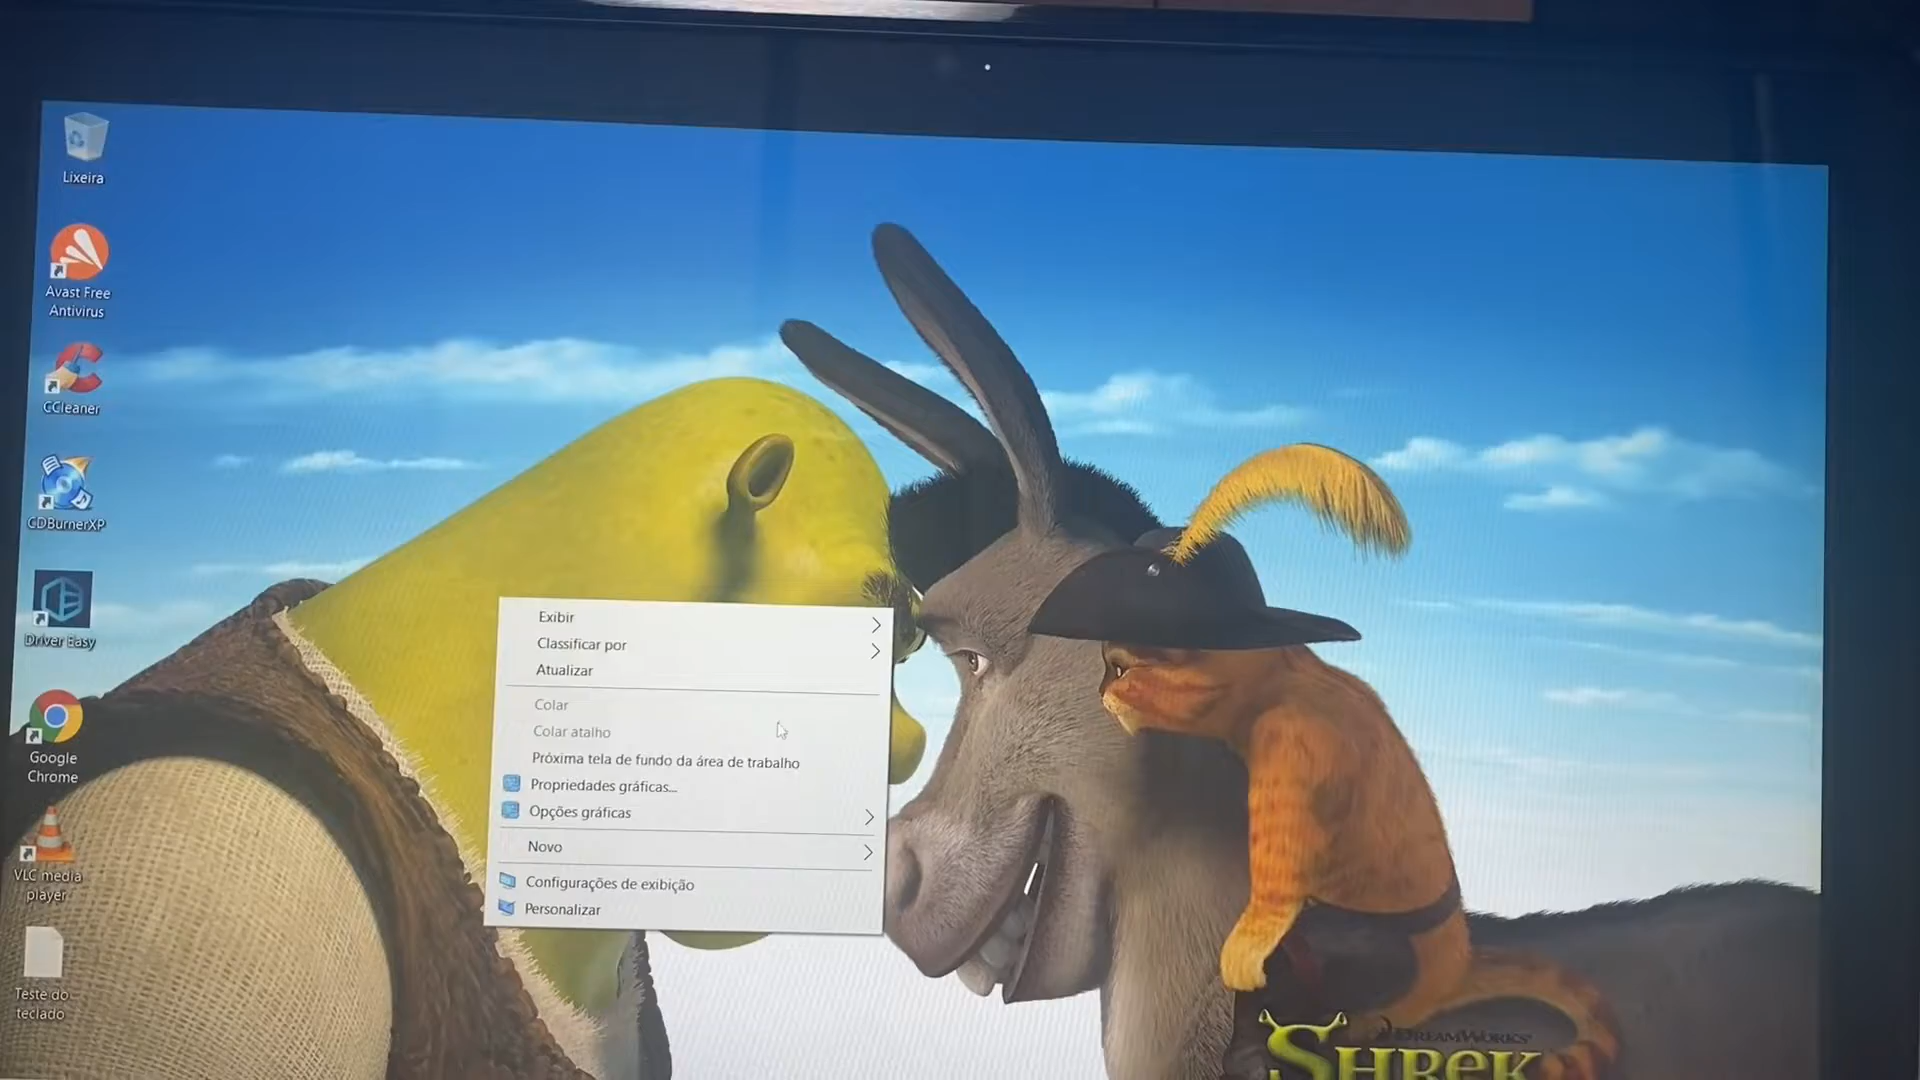 Lixeira
Avast Free
Antivirus
CCleaner
CDBurnerXP
Driver Easy
Google
Chrome
VLC media
player
Teste do
teclado
Exibir
Classificar por
Atualizar
Colar
Colar atalho
Próxima tela de fundo da área de trabalho
Propriedades gráficas...
Opções gráficas
Novo
Configurações de exibição
Personalizar
DREAMWORKS
SHREK